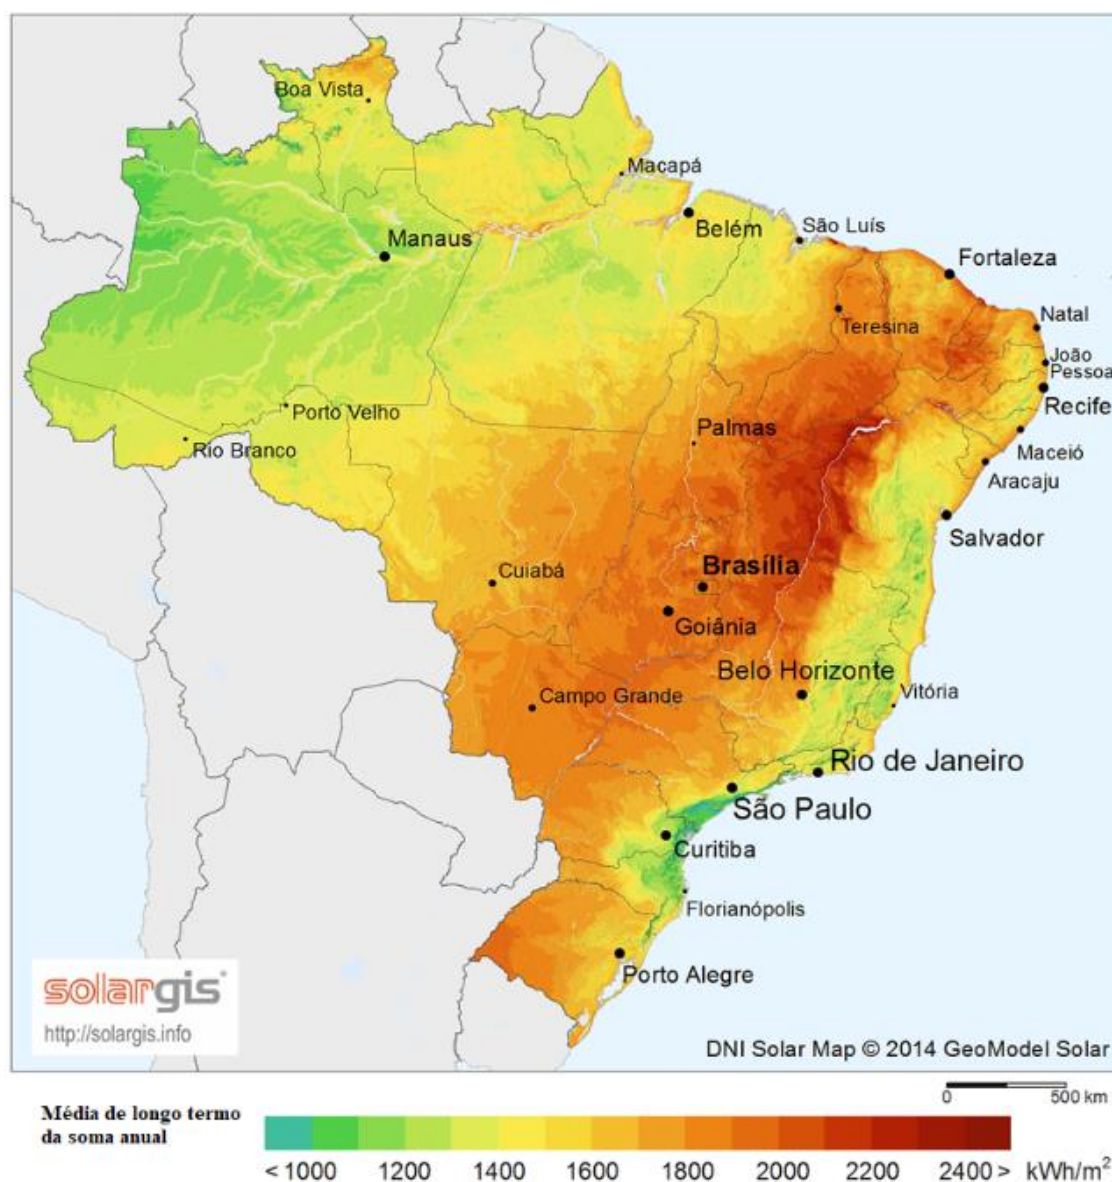 Boa Vista
Macapá
Belém
São Luís
Manaus
Fortaleza
Teresina
Natal
João
Pessoa
Recife
Porto Velho
Palmas
Rio Branco
Maceió
Aracaju
Salvador
Brasília
Cuiabá
Goiânia
Belo Horizonte
Campo Grande
Vitória
Rio de Janeiro
São Paulo
Curitiba
Florianópolis
Porto Alegre
solargis®
http://solargis.info
DNI Solar Map © 2014 GeoModel Solar
0 500 km
Média de longo termo
da soma anual
< 1000 1200 1400 1600 1800 2000 2200 2400 > kWh/m²